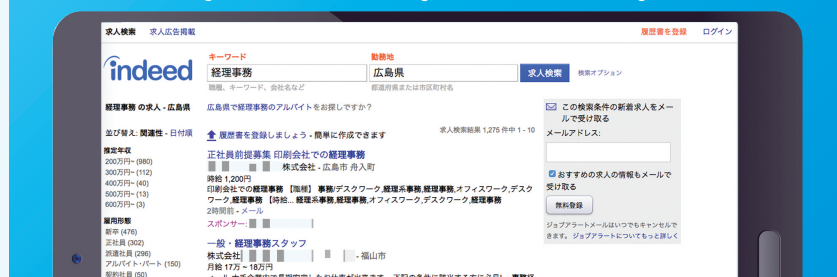 求人検索 求人広告掲載 履歴書を登録 ログイン
indeed
キーワード 勤務地
経理事務 広島県 求人検索 検索オプション
職種、キーワード、会社名など 都道府県または市区町村名
経理事務 の求人 - 広島県
並び替え: 関連性 - 日付順
推定年収
200万円~ (980)
300万円~ (112)
400万円~ (40)
500万円~ (13)
600万円~ (3)
雇用形態
新卒 (476)
正社員 (302)
派遣社員 (296)
アルバイト・パート (150)
契約社員 (50)
広島県で経理事務のアルバイトをお探しですか？
履歴書を登録しましょう - 簡単に作成できます 求人検索結果 1,275 件中 1 - 10
正社員前提募集 印刷会社での経理事務
株式会社 - 広島市 舟入町
時給 1,200円
印刷会社での経理事務 【職種】 事務/デスクワーク,経理系事務,経理事務,オフィスワーク,デスク
ワーク,経理事務 【時給... 経理系事務,経理事務,オフィスワーク,デスクワーク,経理事務
2時間前 - メール
スポンサー:
一般・経理事務スタッフ
株式会社 - 福山市
月給 17万 ~ 18万円
この検索条件の新着求人をメー
ルで受け取る
メールアドレス:
おすすめの求人の情報もメールで
受け取る
無料登録
ジョブアラートメールはいつでもキャンセルで
きます。 ジョブアラートについてもっと詳しく